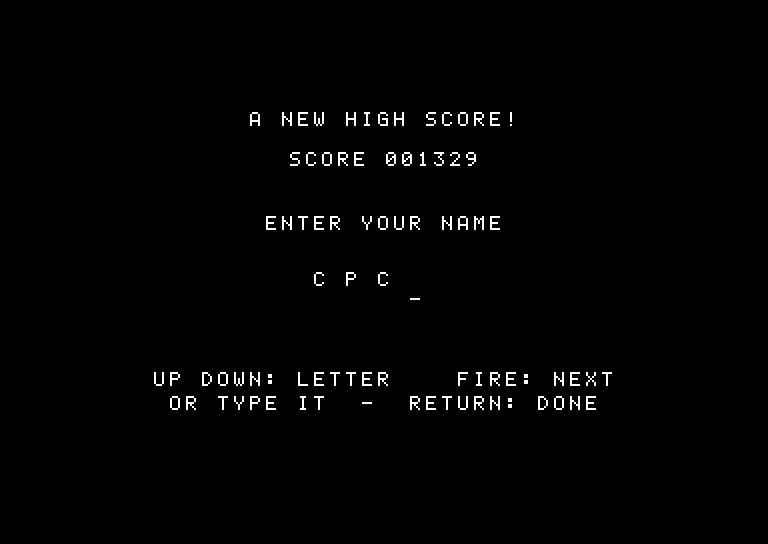 A NEW HIGH SCORE!
SCORE 001329
ENTER YOUR NAME
C P C _
UP DOWN: LETTER FIRE: NEXT
OR TYPE IT - RETURN: DONE